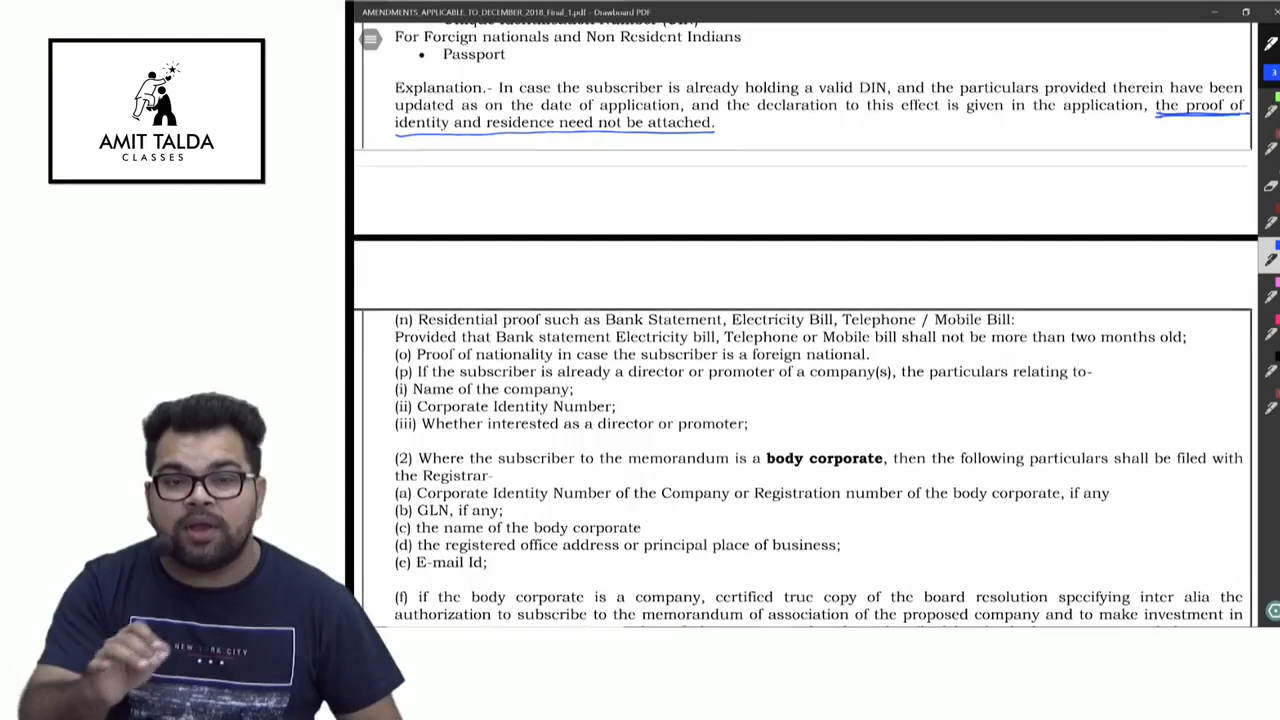 AMENDMENTS_APPLICABLE_TO_DECEMBER_2018_Final_1.pdf - Drawboard PDF
For Foreign nationals and Non Resident Indians
• Passport
Explanation.- In case the subscriber is already holding a valid DIN, and the particulars provided therein have been
updated as on the date of application, and the declaration to this effect is given in the application, the proof of
identity and residence need not be attached.
AMIT TALDA
CLASSES
(n) Residential proof such as Bank Statement, Electricity Bill, Telephone / Mobile Bill:
Provided that Bank statement Electricity bill, Telephone or Mobile bill shall not be more than two months old;
(o) Proof of nationality in case the subscriber is a foreign national.
(p) If the subscriber is already a director or promoter of a company(s), the particulars relating to-
(i) Name of the company;
(ii) Corporate Identity Number;
(iii) Whether interested as a director or promoter;
(2) Where the subscriber to the memorandum is a body corporate, then the following particulars shall be filed with
the Registrar-
(a) Corporate Identity Number of the Company or Registration number of the body corporate, if any
(b) GLN, if any;
(c) the name of the body corporate
(d) the registered office address or principal place of business;
(e) E-mail Id;
(f) if the body corporate is a company, certified true copy of the board resolution specifying inter alia the
authorization to subscribe to the memorandum of association of the proposed company and to make investment in
NEW YORK CITY
3